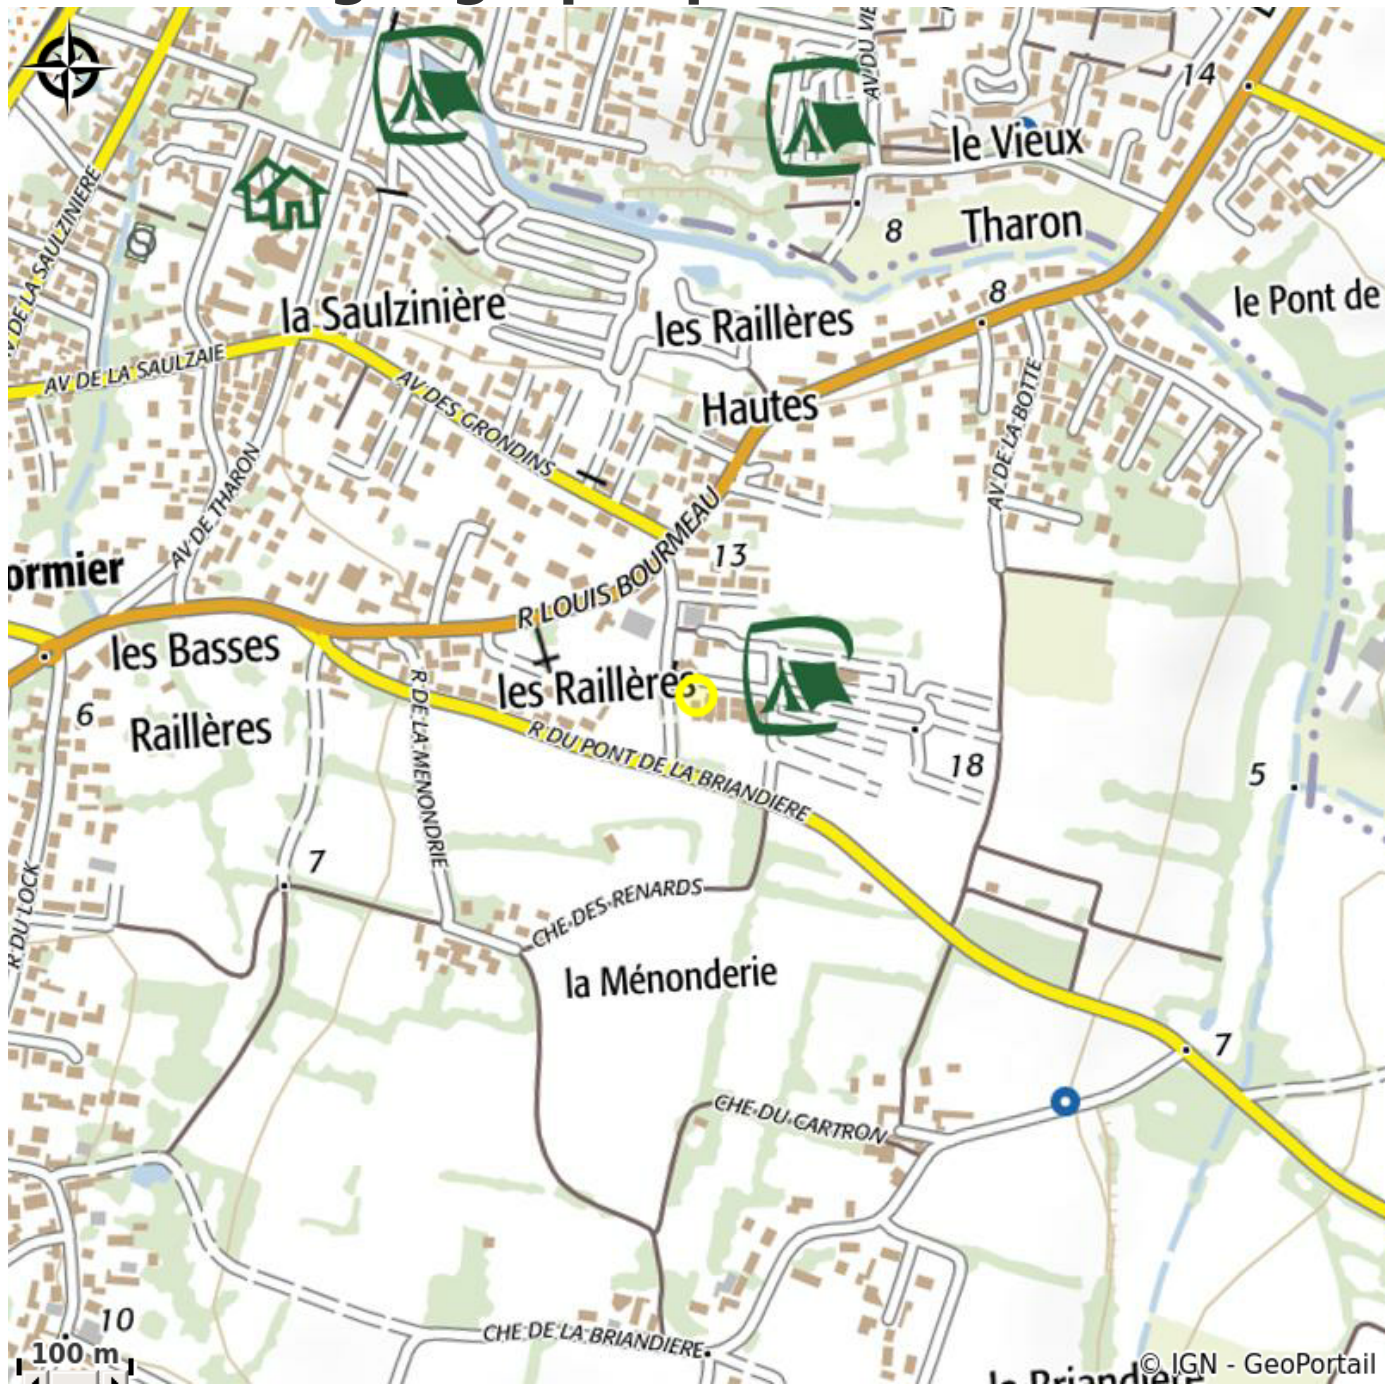 14
le Vieux
8
Tharon
8
le Pont de
AV DE LA SAULZINIERE
la Saulzinière
les Raillères
Hautes
AV DE LA SAULZAIE
AV DES GRONDINS
AV DE LA BOTTE
AV DE THARON
R LOUIS BOURMEAU
13
ormier
les Basses
Raillères
les Raillères
6
R DE LA MENONDRIE
R DU PONT DE LA BRIANDIERE
18
5
7
R DU LOCK
CHE DES RENARDS
la Ménonderie
7
CHE DU CARTRON
10
CHE DE LA BRIANDIERE
100 m
© IGN - GeoPortail